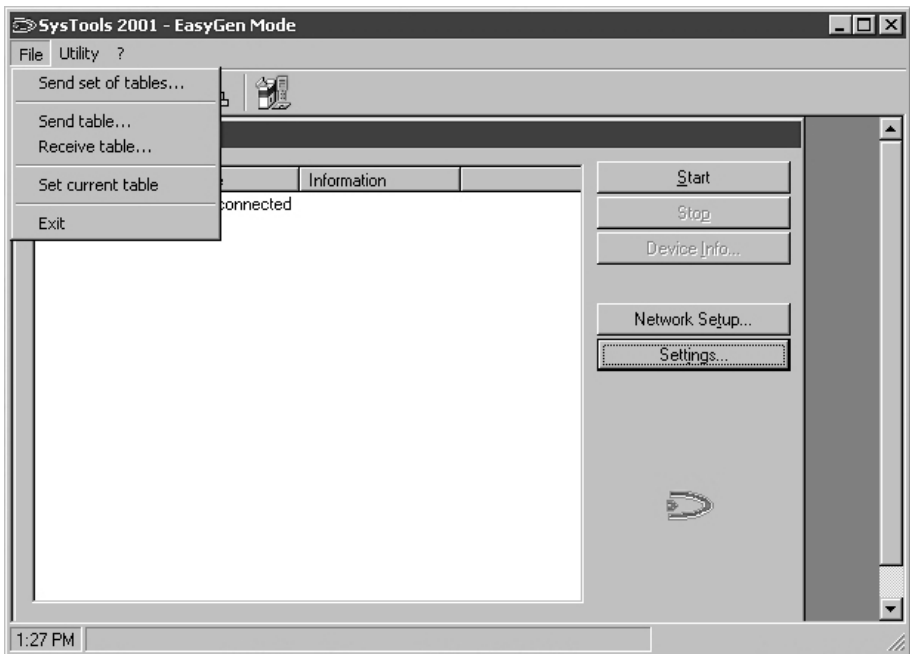 SysTools 2001 - EasyGen Mode
File Utility ?
Send set of tables...
Send table...
Receive table...
Set current table
Exit
Information
connected
Start
Stop
Device Info...
Network Setup...
Settings...
1:27 PM